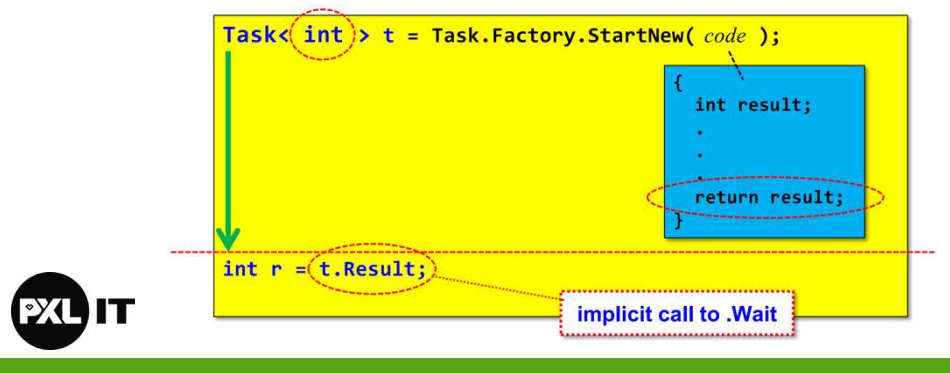 Task< int > t = Task.Factory.StartNew( code );
{
int result;
.
.
.
return result;
}
int r = t.Result;
implicit call to .Wait
PXL IT